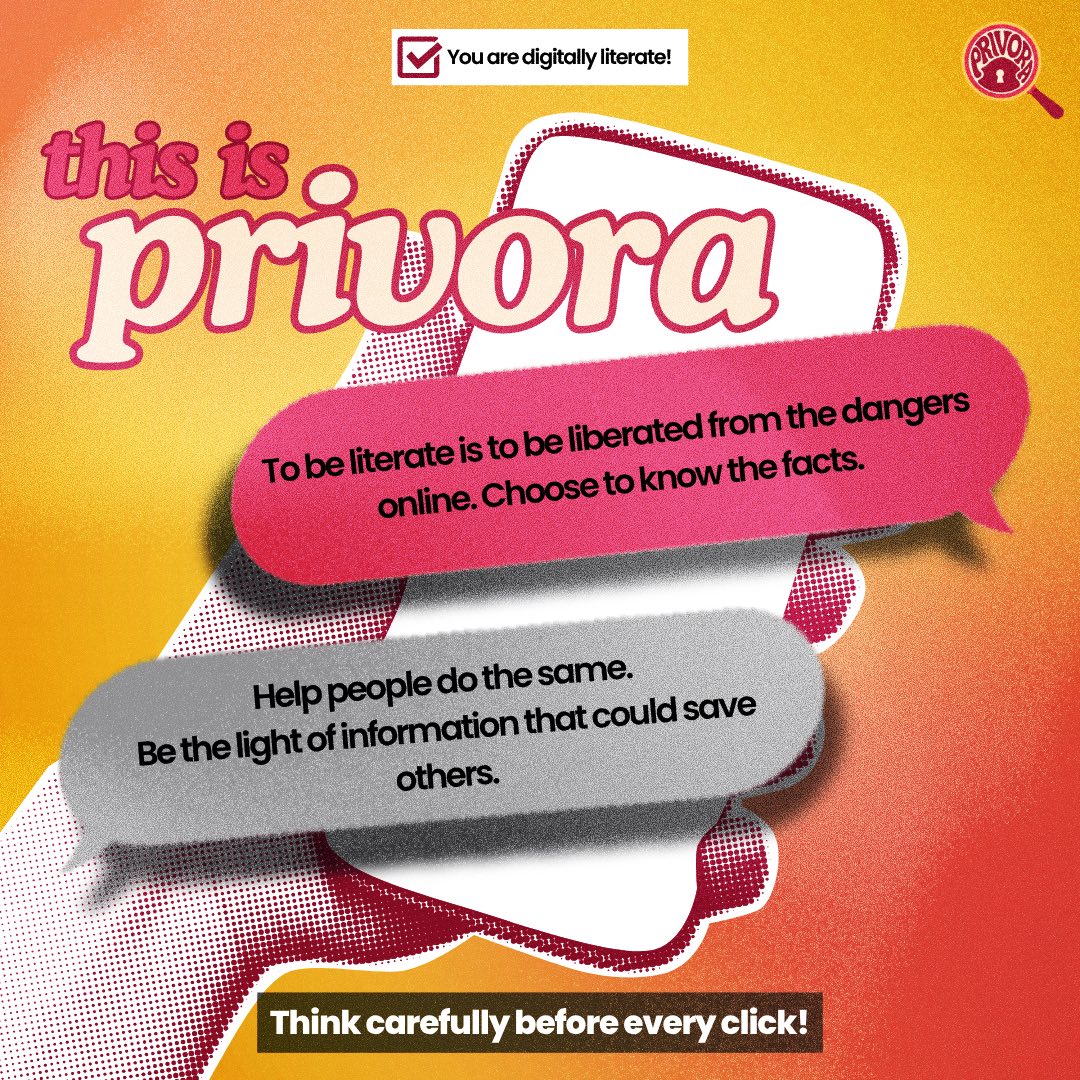 You are digitally literate!
PRIVORA
this is
privora
To be literate is to be liberated from the dangers
online. Choose to know the facts.
Help people do the same.
Be the light of information that could save
others.
Think carefully before every click!